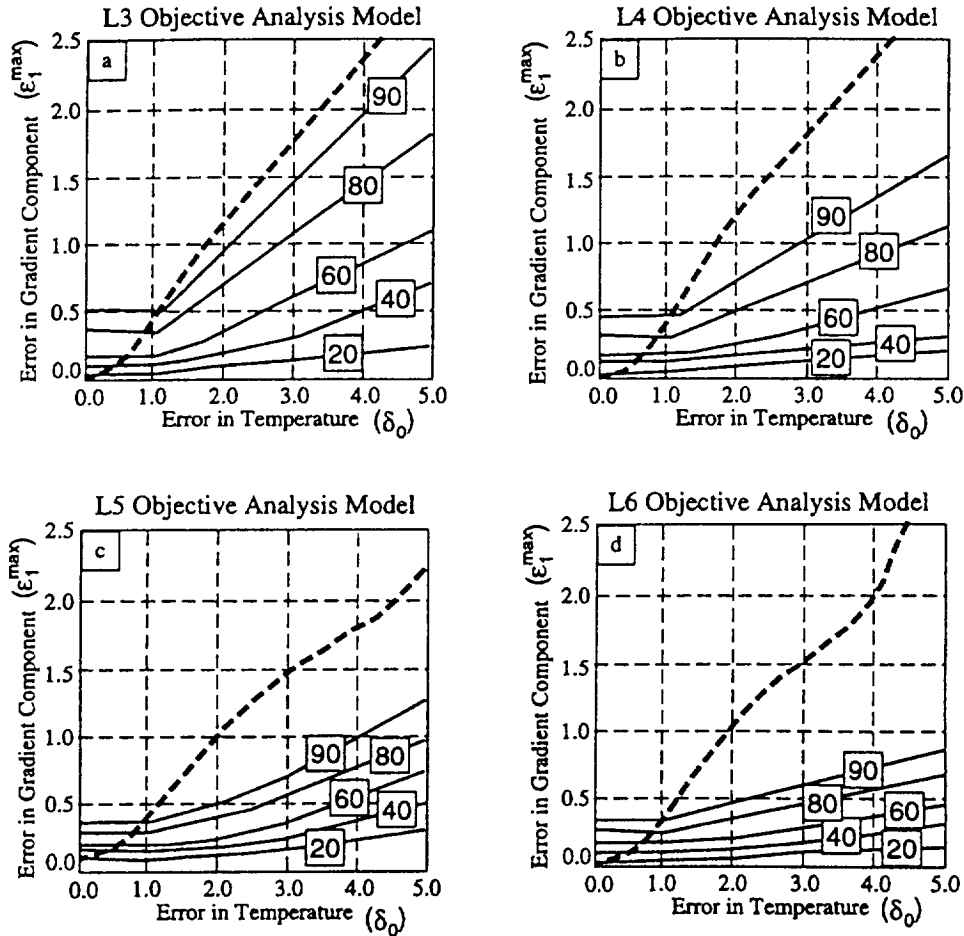 L3 Objective Analysis Model
a
Error in Gradient Component (ε₁ᵐᵃˣ)
2.5
2.0
1.5
1.0
0.5
0.0
90
80
60
40
20
0.0 1.0 2.0 3.0 4.0 5.0
Error in Temperature (δ₀)
L4 Objective Analysis Model
b
Error in Gradient Component (ε₁ᵐᵃˣ)
2.5
2.0
1.5
1.0
0.5
0.0
90
80
60
40
20
0.0 1.0 2.0 3.0 4.0 5.0
Error in Temperature (δ₀)
L5 Objective Analysis Model
c
Error in Gradient Component (ε₁ᵐᵃˣ)
2.5
2.0
1.5
1.0
0.5
0.0
90
80
60
40
20
0.0 1.0 2.0 3.0 4.0 5.0
Error in Temperature (δ₀)
L6 Objective Analysis Model
d
Error in Gradient Component (ε₁ᵐᵃˣ)
2.5
2.0
1.5
1.0
0.5
0.0
90
80
60
40
20
0.0 1.0 2.0 3.0 4.0 5.0
Error in Temperature (δ₀)